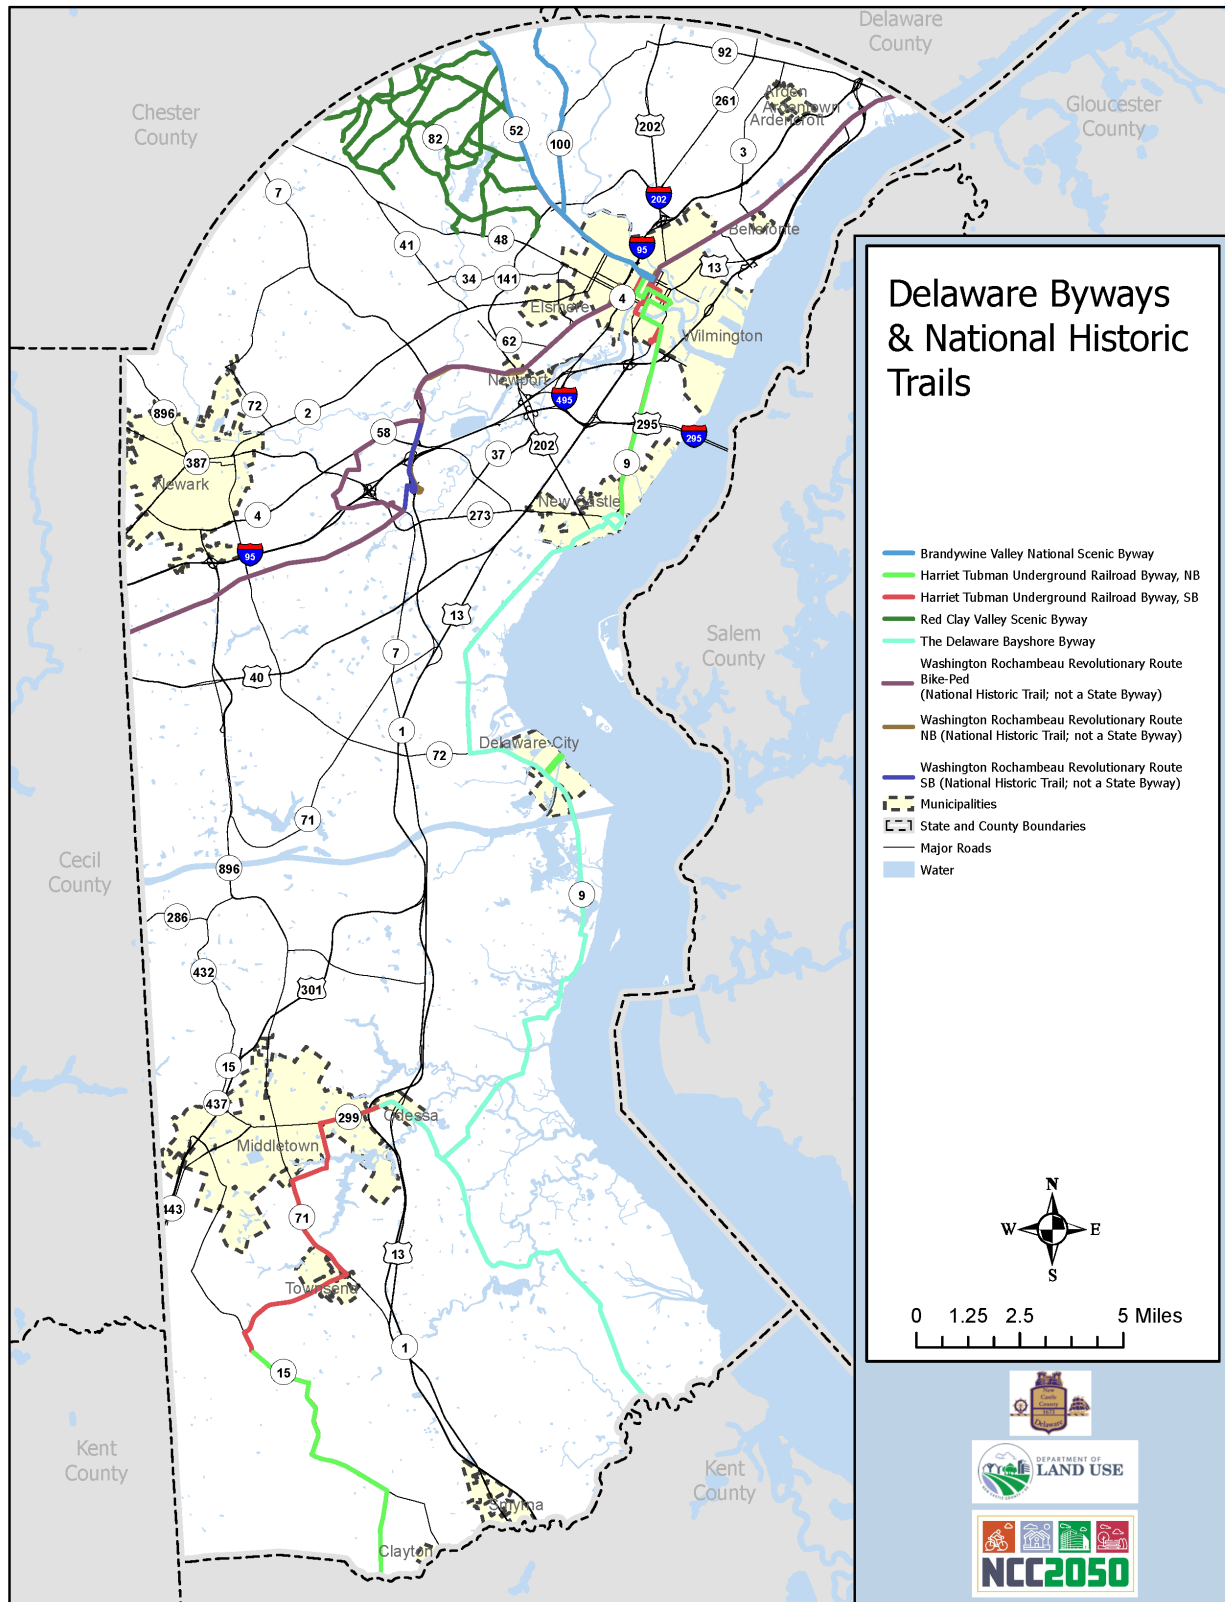 Delaware
County
Chester
County
Gloucester
County
92
Arden
Ardentown
Ardencroft
261
202
52
82
100
3
7
202
Bellefonte
41
48
95
13
34
141
4
Elsmere
Wilmington
62
Newport
495
896
72
2
58
295
295
202
37
9
387
Newark
New Castle
4
273
95
13
Salem
County
7
40
1
72
Delaware City
71
Cecil
County
896
9
286
432
301
15
437
299
Odessa
Middletown
443
71
13
Townsend
1
15
Kent
County
Kent
County
Smyrna
Clayton
Delaware Byways
& National Historic
Trails
Brandywine Valley National Scenic Byway
Harriet Tubman Underground Railroad Byway, NB
Harriet Tubman Underground Railroad Byway, SB
Red Clay Valley Scenic Byway
The Delaware Bayshore Byway
Washington Rochambeau Revolutionary Route
Bike-Ped
(National Historic Trail; not a State Byway)
Washington Rochambeau Revolutionary Route
NB (National Historic Trail; not a State Byway)
Washington Rochambeau Revolutionary Route
SB (National Historic Trail; not a State Byway)
Municipalities
State and County Boundaries
Major Roads
Water
N
W E
S
0 1.25 2.5 5 Miles
New
Castle
County
1673
Delaware
DEPARTMENT OF
LAND USE
NCC2050